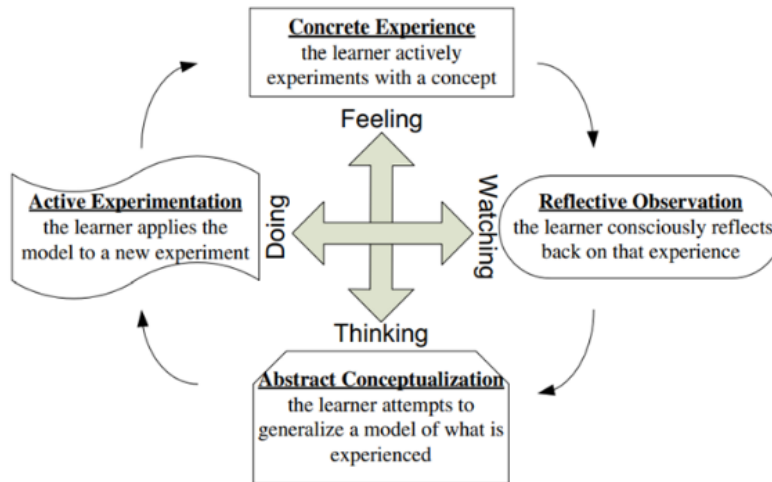 Concrete Experience
the learner actively
experiments with a concept
Feeling
Active Experimentation
the learner applies the
model to a new experiment
Doing
Watching
Reflective Observation
the learner consciously reflects
back on that experience
Thinking
Abstract Conceptualization
the learner attempts to
generalize a model of what is
experienced